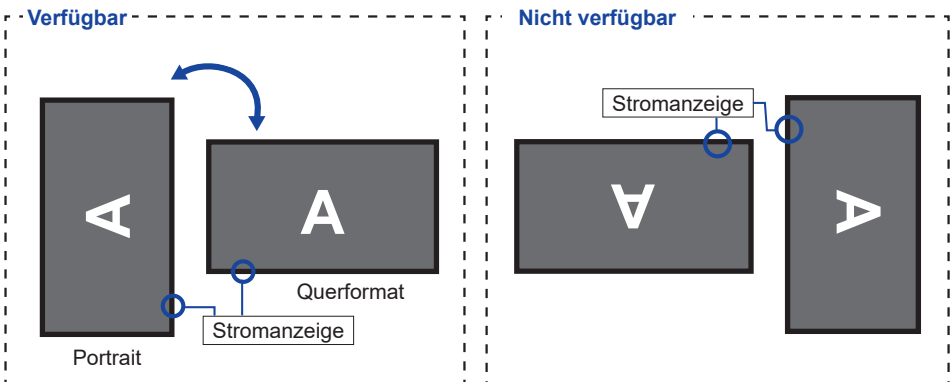 Verfügbar
A
A
Querformat
Stromanzeige
Portrait
Nicht verfügbar
Stromanzeige
A
A